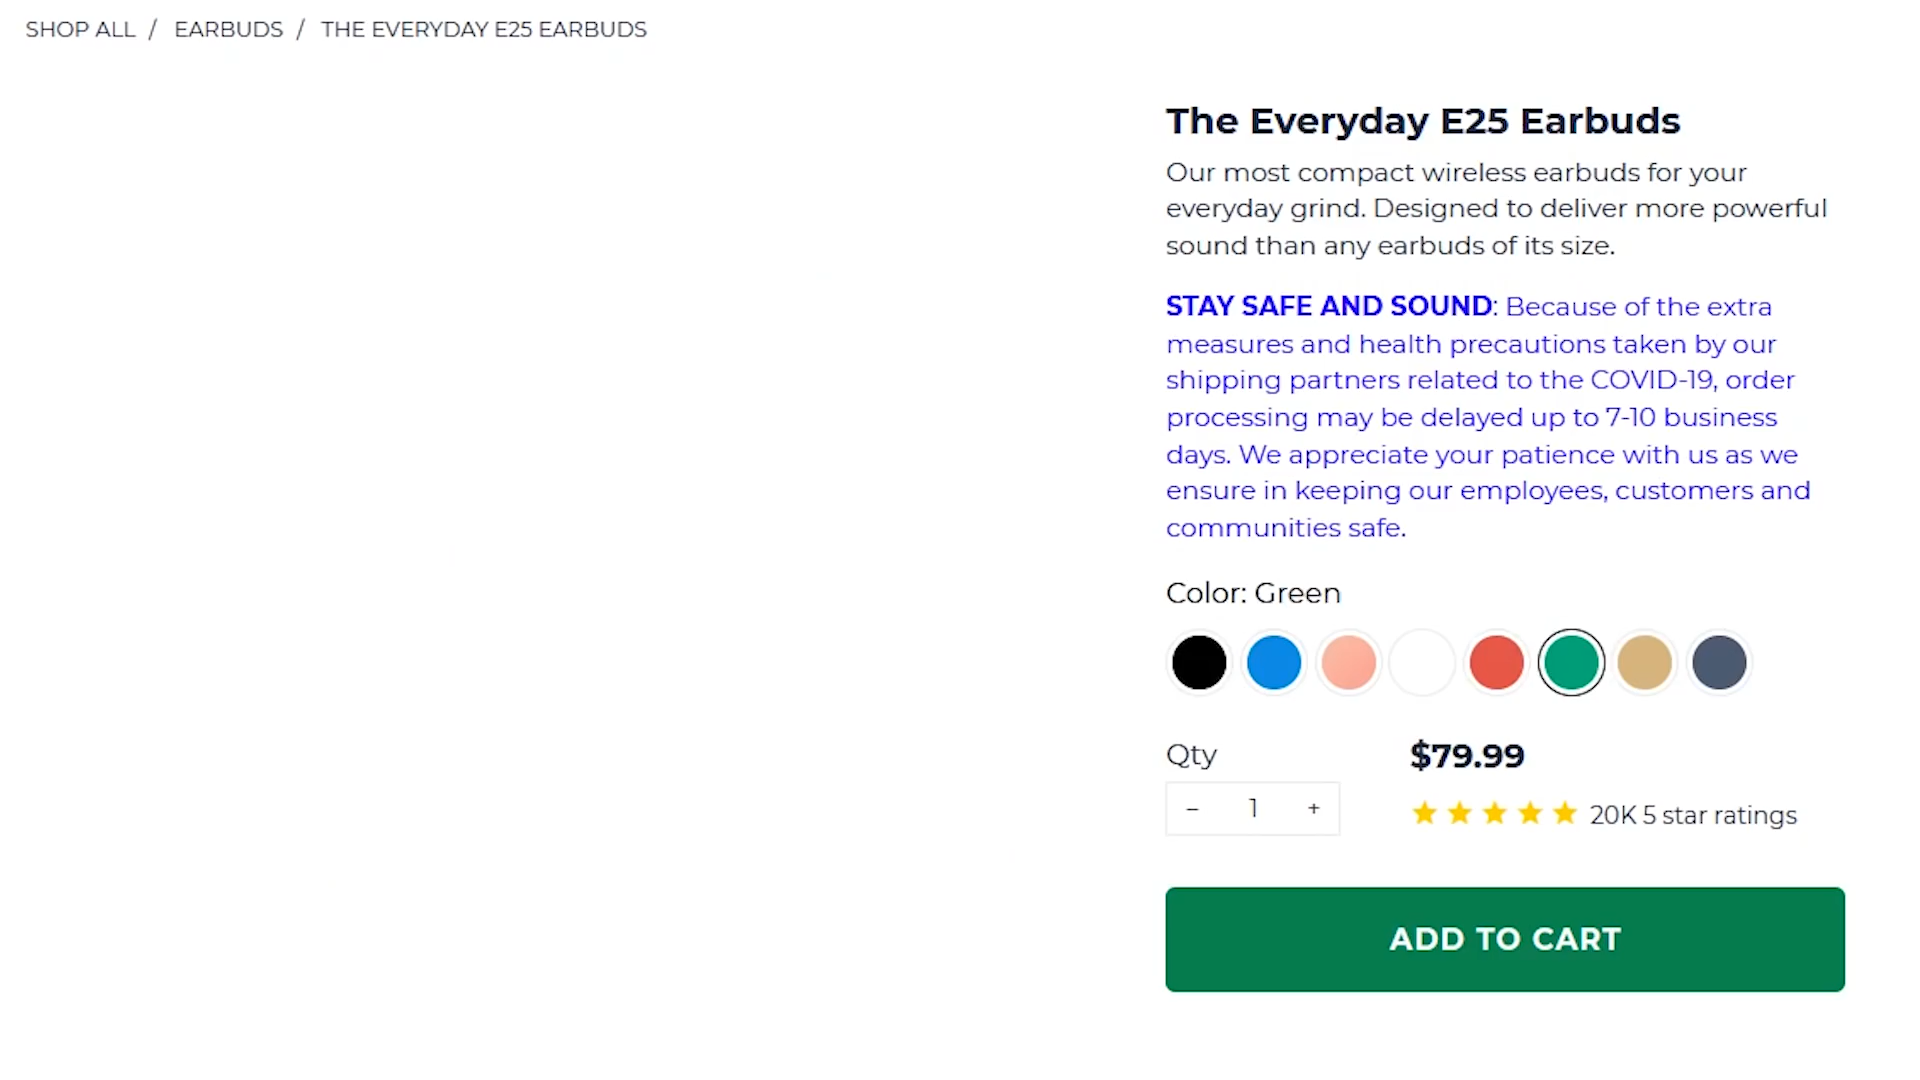 SHOP ALL / EARBUDS / THE EVERYDAY E25 EARBUDS
The Everyday E25 Earbuds
Our most compact wireless earbuds for your
everyday grind. Designed to deliver more powerful
sound than any earbuds of its size.
STAY SAFE AND SOUND: Because of the extra
measures and health precautions taken by our
shipping partners related to the COVID-19, order
processing may be delayed up to 7-10 business
days. We appreciate your patience with us as we
ensure in keeping our employees, customers and
communities safe.
Color: Green
Qty
$79.99
− 1 +
20K 5 star ratings
ADD TO CART